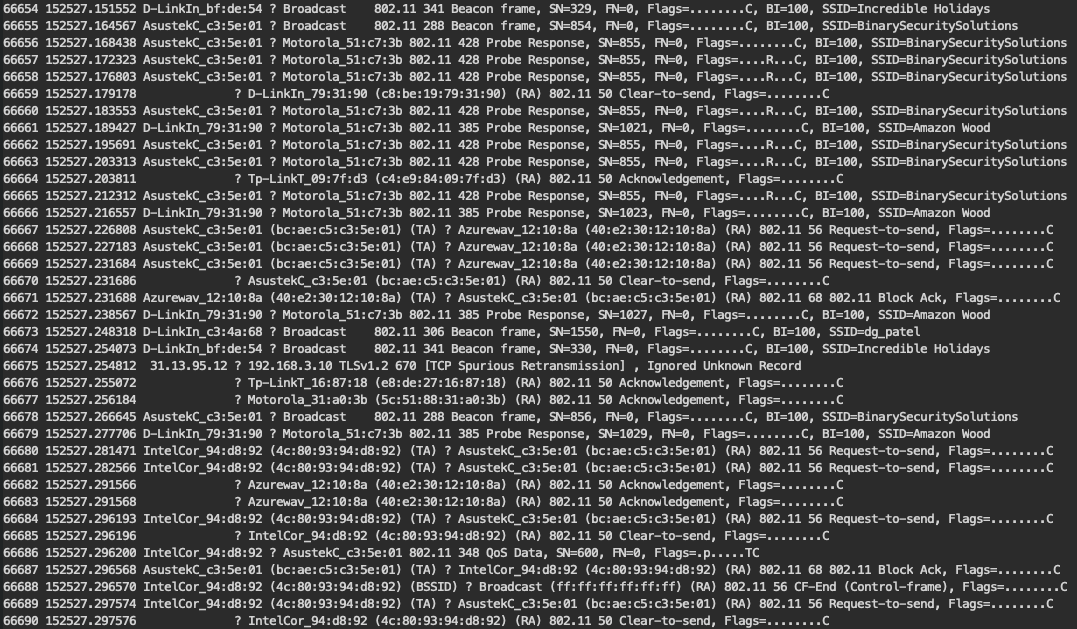 66654 152527.151552 D-LinkIn_bf:de:54 ? Broadcast    802.11 341 Beacon frame, SN=329, FN=0, Flags=........C, BI=100, SSID=Incredible Holidays
66655 152527.164567 AsustekC_c3:5e:01 ? Broadcast    802.11 288 Beacon frame, SN=854, FN=0, Flags=........C, BI=100, SSID=BinarySecuritySolutions
66656 152527.168438 AsustekC_c3:5e:01 ? Motorola_51:c7:3b 802.11 428 Probe Response, SN=855, FN=0, Flags=........C, BI=100, SSID=BinarySecuritySolutions
66657 152527.172323 AsustekC_c3:5e:01 ? Motorola_51:c7:3b 802.11 428 Probe Response, SN=855, FN=0, Flags=....R...C, BI=100, SSID=BinarySecuritySolutions
66658 152527.176803 AsustekC_c3:5e:01 ? Motorola_51:c7:3b 802.11 428 Probe Response, SN=855, FN=0, Flags=....R...C, BI=100, SSID=BinarySecuritySolutions
66659 152527.179178              ? D-LinkIn_79:31:90 (c8:be:19:79:31:90) (RA) 802.11 50 Clear-to-send, Flags=........C
66660 152527.183553 AsustekC_c3:5e:01 ? Motorola_51:c7:3b 802.11 428 Probe Response, SN=855, FN=0, Flags=....R...C, BI=100, SSID=BinarySecuritySolutions
66661 152527.189427 D-LinkIn_79:31:90 ? Motorola_51:c7:3b 802.11 385 Probe Response, SN=1021, FN=0, Flags=........C, BI=100, SSID=Amazon Wood
66662 152527.195691 AsustekC_c3:5e:01 ? Motorola_51:c7:3b 802.11 428 Probe Response, SN=855, FN=0, Flags=....R...C, BI=100, SSID=BinarySecuritySolutions
66663 152527.203313 AsustekC_c3:5e:01 ? Motorola_51:c7:3b 802.11 428 Probe Response, SN=855, FN=0, Flags=....R...C, BI=100, SSID=BinarySecuritySolutions
66664 152527.203811              ? Tp-LinkT_09:7f:d3 (c4:e9:84:09:7f:d3) (RA) 802.11 50 Acknowledgement, Flags=........C
66665 152527.212312 AsustekC_c3:5e:01 ? Motorola_51:c7:3b 802.11 428 Probe Response, SN=855, FN=0, Flags=....R...C, BI=100, SSID=BinarySecuritySolutions
66666 152527.216557 D-LinkIn_79:31:90 ? Motorola_51:c7:3b 802.11 385 Probe Response, SN=1023, FN=0, Flags=........C, BI=100, SSID=Amazon Wood
66667 152527.226808 AsustekC_c3:5e:01 (bc:ae:c5:c3:5e:01) (TA) ? Azurewav_12:10:8a (40:e2:30:12:10:8a) (RA) 802.11 56 Request-to-send, Flags=........C
66668 152527.227183 AsustekC_c3:5e:01 (bc:ae:c5:c3:5e:01) (TA) ? Azurewav_12:10:8a (40:e2:30:12:10:8a) (RA) 802.11 56 Request-to-send, Flags=........C
66669 152527.231684 AsustekC_c3:5e:01 (bc:ae:c5:c3:5e:01) (TA) ? Azurewav_12:10:8a (40:e2:30:12:10:8a) (RA) 802.11 56 Request-to-send, Flags=........C
66670 152527.231686              ? AsustekC_c3:5e:01 (bc:ae:c5:c3:5e:01) (RA) 802.11 50 Clear-to-send, Flags=........C
66671 152527.231688 Azurewav_12:10:8a (40:e2:30:12:10:8a) (TA) ? AsustekC_c3:5e:01 (bc:ae:c5:c3:5e:01) (RA) 802.11 68 802.11 Block Ack, Flags=........C
66672 152527.238567 D-LinkIn_79:31:90 ? Motorola_51:c7:3b 802.11 385 Probe Response, SN=1027, FN=0, Flags=........C, BI=100, SSID=Amazon Wood
66673 152527.248318 D-LinkIn_c3:4a:68 ? Broadcast    802.11 306 Beacon frame, SN=1550, FN=0, Flags=........C, BI=100, SSID=dg_patel
66674 152527.254073 D-LinkIn_bf:de:54 ? Broadcast    802.11 341 Beacon frame, SN=330, FN=0, Flags=........C, BI=100, SSID=Incredible Holidays
66675 152527.254812  31.13.95.12 ? 192.168.3.10 TLSv1.2 670 [TCP Spurious Retransmission] , Ignored Unknown Record
66676 152527.255072              ? Tp-LinkT_16:87:18 (e8:de:27:16:87:18) (RA) 802.11 50 Acknowledgement, Flags=........C
66677 152527.256184              ? Motorola_31:a0:3b (5c:51:88:31:a0:3b) (RA) 802.11 50 Acknowledgement, Flags=........C
66678 152527.266645 AsustekC_c3:5e:01 ? Broadcast    802.11 288 Beacon frame, SN=856, FN=0, Flags=........C, BI=100, SSID=BinarySecuritySolutions
66679 152527.277706 D-LinkIn_79:31:90 ? Motorola_51:c7:3b 802.11 385 Probe Response, SN=1029, FN=0, Flags=........C, BI=100, SSID=Amazon Wood
66680 152527.281471 IntelCor_94:d8:92 (4c:80:93:94:d8:92) (TA) ? AsustekC_c3:5e:01 (bc:ae:c5:c3:5e:01) (RA) 802.11 56 Request-to-send, Flags=........C
66681 152527.282566 IntelCor_94:d8:92 (4c:80:93:94:d8:92) (TA) ? AsustekC_c3:5e:01 (bc:ae:c5:c3:5e:01) (RA) 802.11 56 Request-to-send, Flags=........C
66682 152527.291566              ? Azurewav_12:10:8a (40:e2:30:12:10:8a) (RA) 802.11 50 Acknowledgement, Flags=........C
66683 152527.291568              ? Azurewav_12:10:8a (40:e2:30:12:10:8a) (RA) 802.11 50 Acknowledgement, Flags=........C
66684 152527.296193 IntelCor_94:d8:92 (4c:80:93:94:d8:92) (TA) ? AsustekC_c3:5e:01 (bc:ae:c5:c3:5e:01) (RA) 802.11 56 Request-to-send, Flags=........C
66685 152527.296196              ? IntelCor_94:d8:92 (4c:80:93:94:d8:92) (RA) 802.11 50 Clear-to-send, Flags=........C
66686 152527.296200 IntelCor_94:d8:92 ? AsustekC_c3:5e:01 802.11 348 QoS Data, SN=600, FN=0, Flags=.p.....TC
66687 152527.296568 AsustekC_c3:5e:01 (bc:ae:c5:c3:5e:01) (TA) ? IntelCor_94:d8:92 (4c:80:93:94:d8:92) (RA) 802.11 68 802.11 Block Ack, Flags=........C
66688 152527.296570 IntelCor_94:d8:92 (4c:80:93:94:d8:92) (BSSID) ? Broadcast (ff:ff:ff:ff:ff:ff) (RA) 802.11 56 CF-End (Control-frame), Flags=........C
66689 152527.297574 IntelCor_94:d8:92 (4c:80:93:94:d8:92) (TA) ? AsustekC_c3:5e:01 (bc:ae:c5:c3:5e:01) (RA) 802.11 56 Request-to-send, Flags=........C
66690 152527.297576              ? IntelCor_94:d8:92 (4c:80:93:94:d8:92) (RA) 802.11 50 Clear-to-send, Flags=........C